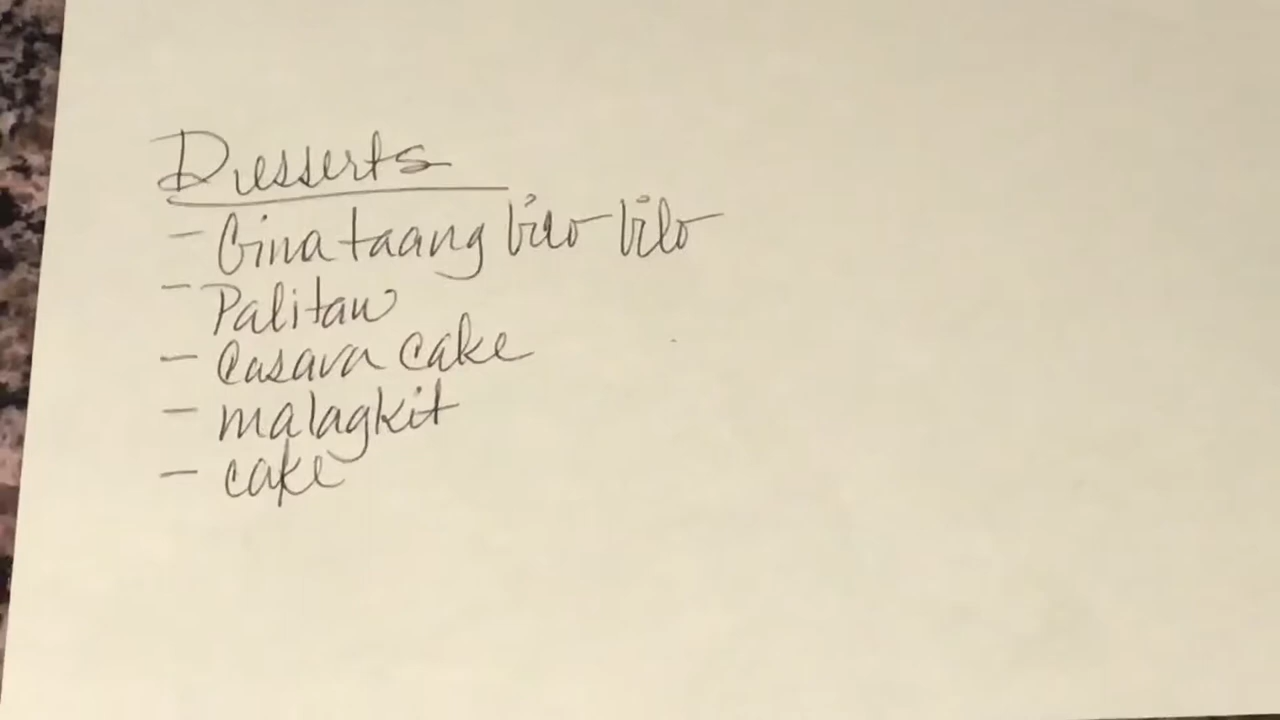 Desserts
- Ginataang bilo-bilo
- Palitaw
- Casava cake
- malagkit
- cake